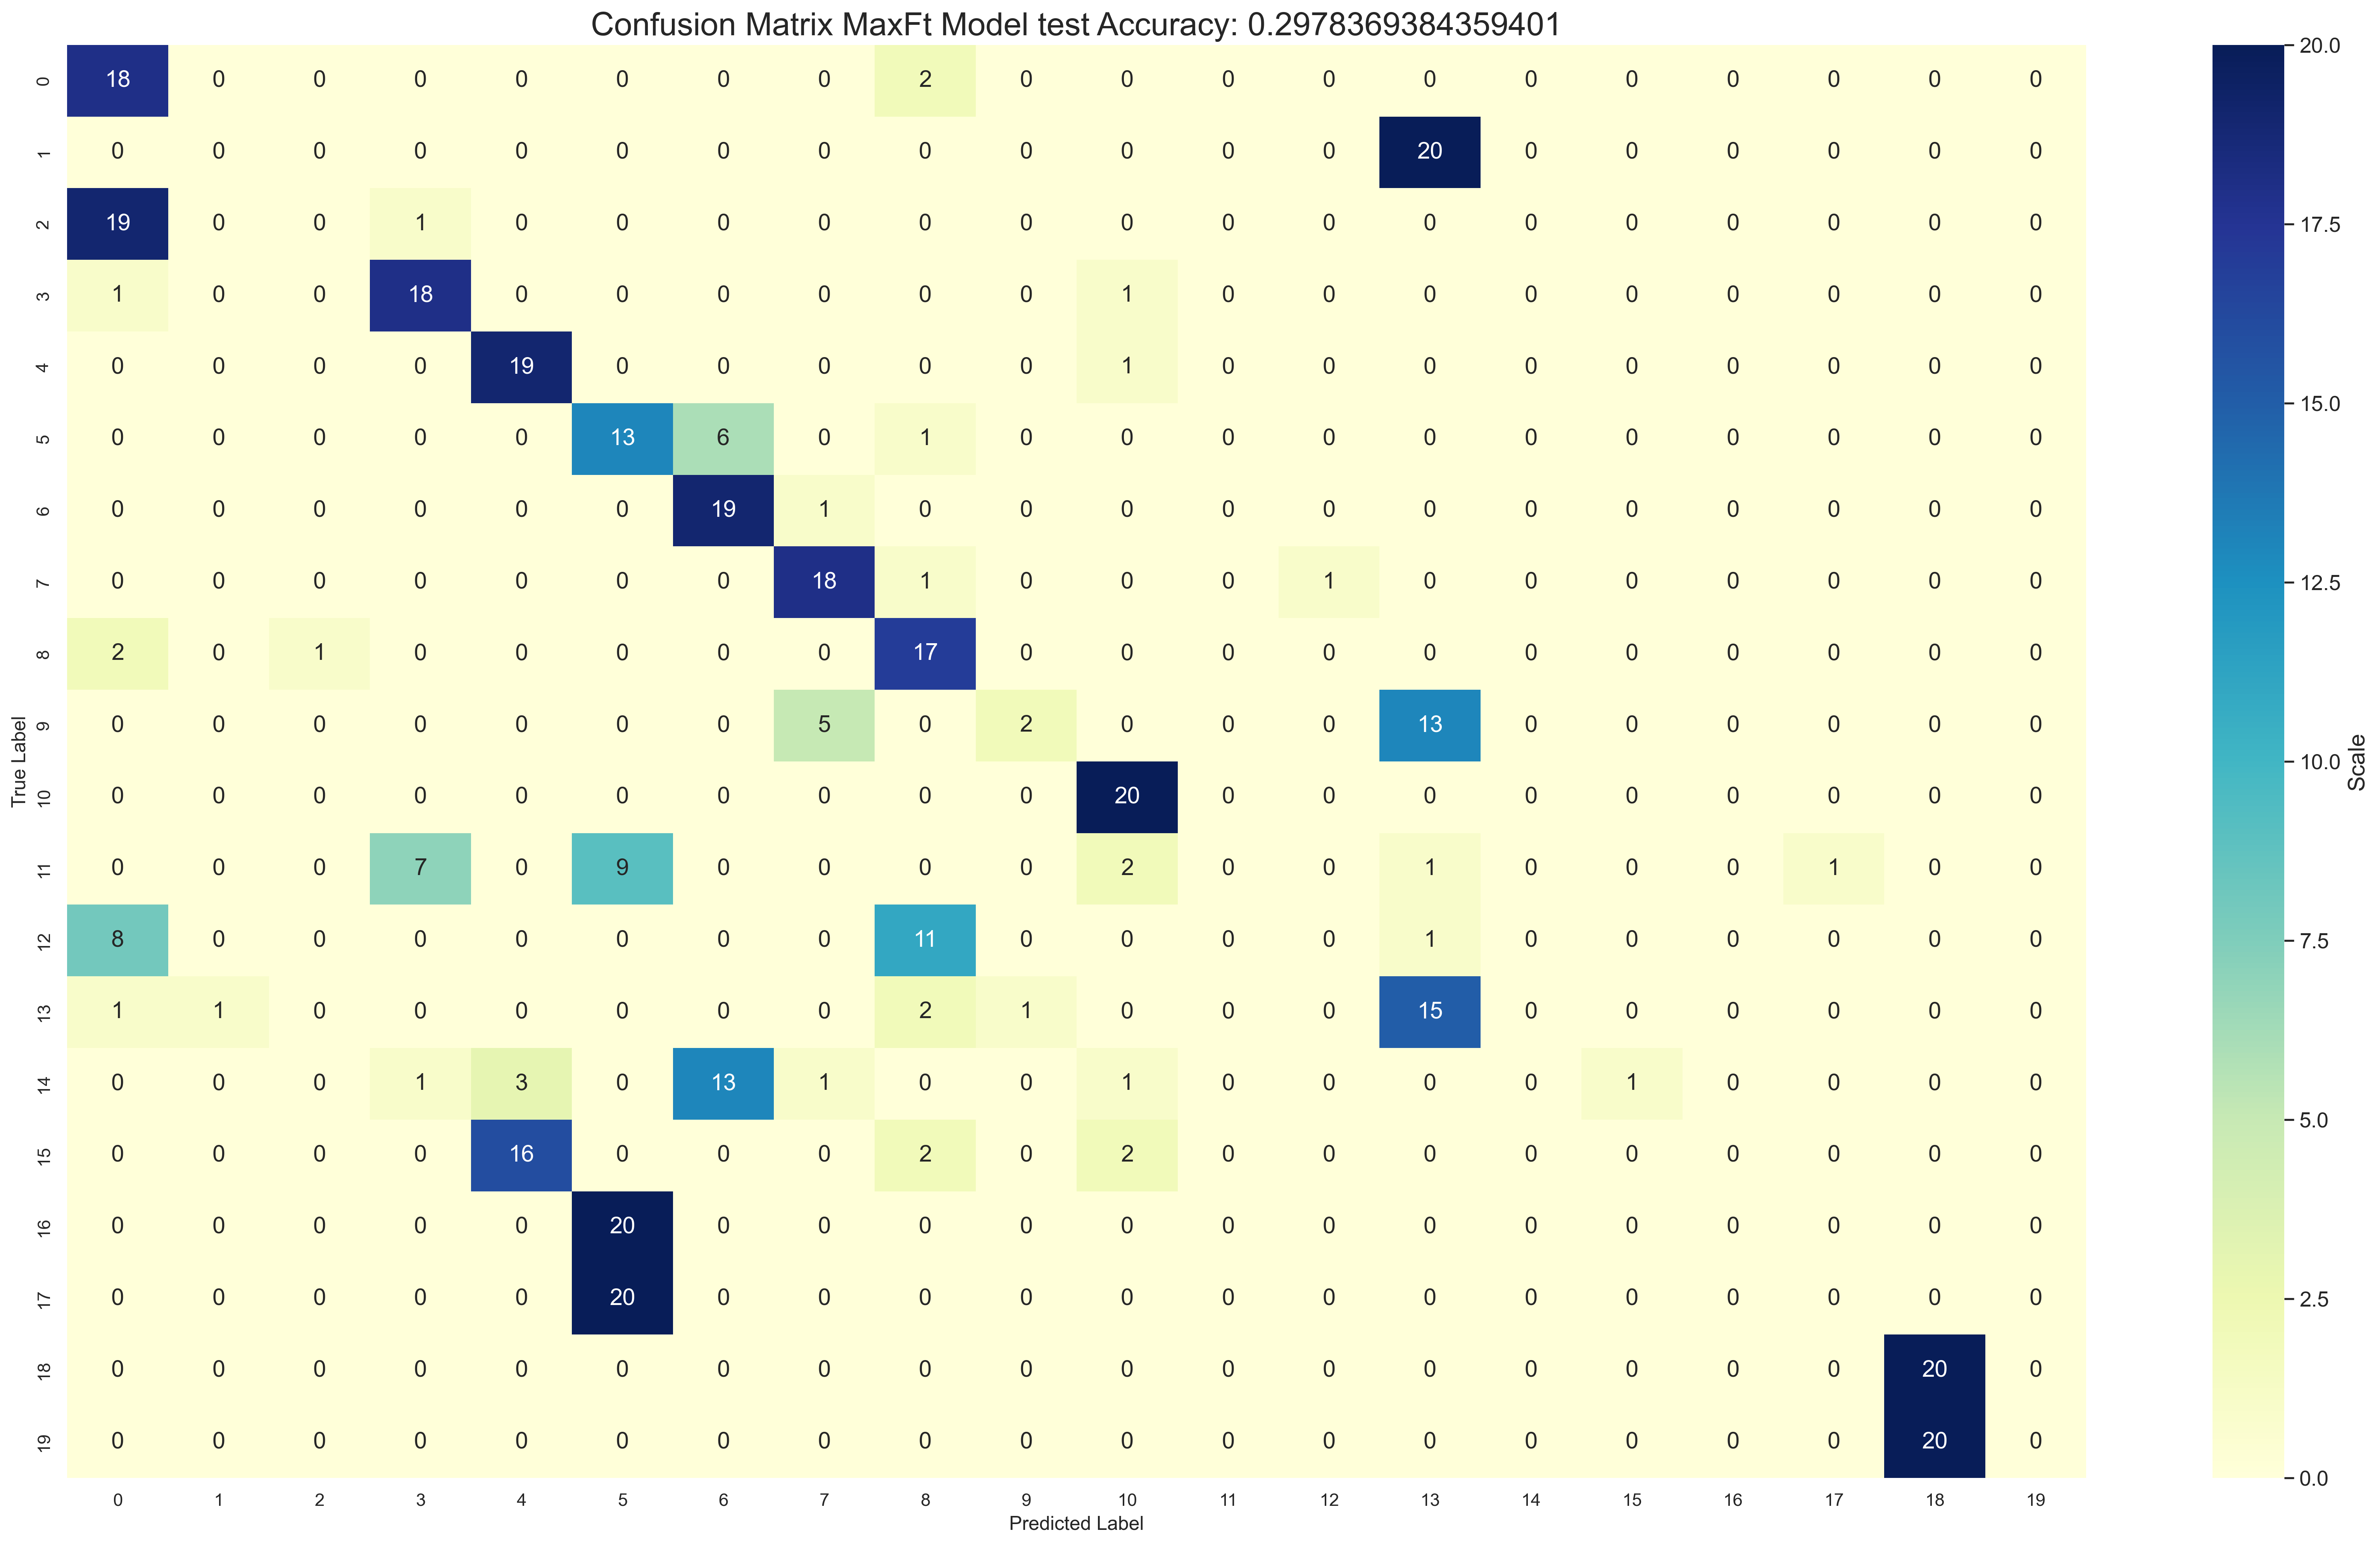 Confusion Matrix MaxFt Model test Accuracy: 0.2978369384359401
0 18 0 0 0 0 0 0 0 2 0 0 0 0 0 0 0 0 0 0 0
1 0 0 0 0 0 0 0 0 0 0 0 0 0 20 0 0 0 0 0 0
2 19 0 0 1 0 0 0 0 0 0 0 0 0 0 0 0 0 0 0 0
3 1 0 0 18 0 0 0 0 0 0 1 0 0 0 0 0 0 0 0 0
4 0 0 0 0 19 0 0 0 0 0 1 0 0 0 0 0 0 0 0 0
5 0 0 0 0 0 13 6 0 1 0 0 0 0 0 0 0 0 0 0 0
6 0 0 0 0 0 0 19 1 0 0 0 0 0 0 0 0 0 0 0 0
7 0 0 0 0 0 0 0 18 1 0 0 0 1 0 0 0 0 0 0 0
8 2 0 1 0 0 0 0 0 17 0 0 0 0 0 0 0 0 0 0 0
9 0 0 0 0 0 0 0 5 0 2 0 0 0 13 0 0 0 0 0 0
10 0 0 0 0 0 0 0 0 0 0 20 0 0 0 0 0 0 0 0 0
11 0 0 0 7 0 9 0 0 0 0 2 0 0 1 0 0 0 1 0 0
12 8 0 0 0 0 0 0 0 11 0 0 0 0 1 0 0 0 0 0 0
13 1 1 0 0 0 0 0 0 2 1 0 0 0 15 0 0 0 0 0 0
14 0 0 0 1 3 0 13 1 0 0 1 0 0 0 0 1 0 0 0 0
15 0 0 0 0 16 0 0 0 2 0 2 0 0 0 0 0 0 0 0 0
16 0 0 0 0 0 20 0 0 0 0 0 0 0 0 0 0 0 0 0 0
17 0 0 0 0 0 20 0 0 0 0 0 0 0 0 0 0 0 0 0 0
18 0 0 0 0 0 0 0 0 0 0 0 0 0 0 0 0 0 0 20 0
19 0 0 0 0 0 0 0 0 0 0 0 0 0 0 0 0 0 0 20 0
0 1 2 3 4 5 6 7 8 9 10 11 12 13 14 15 16 17 18 19
Predicted Label
True Label
20.0
17.5
15.0
12.5
10.0
7.5
5.0
2.5
0.0
Scale